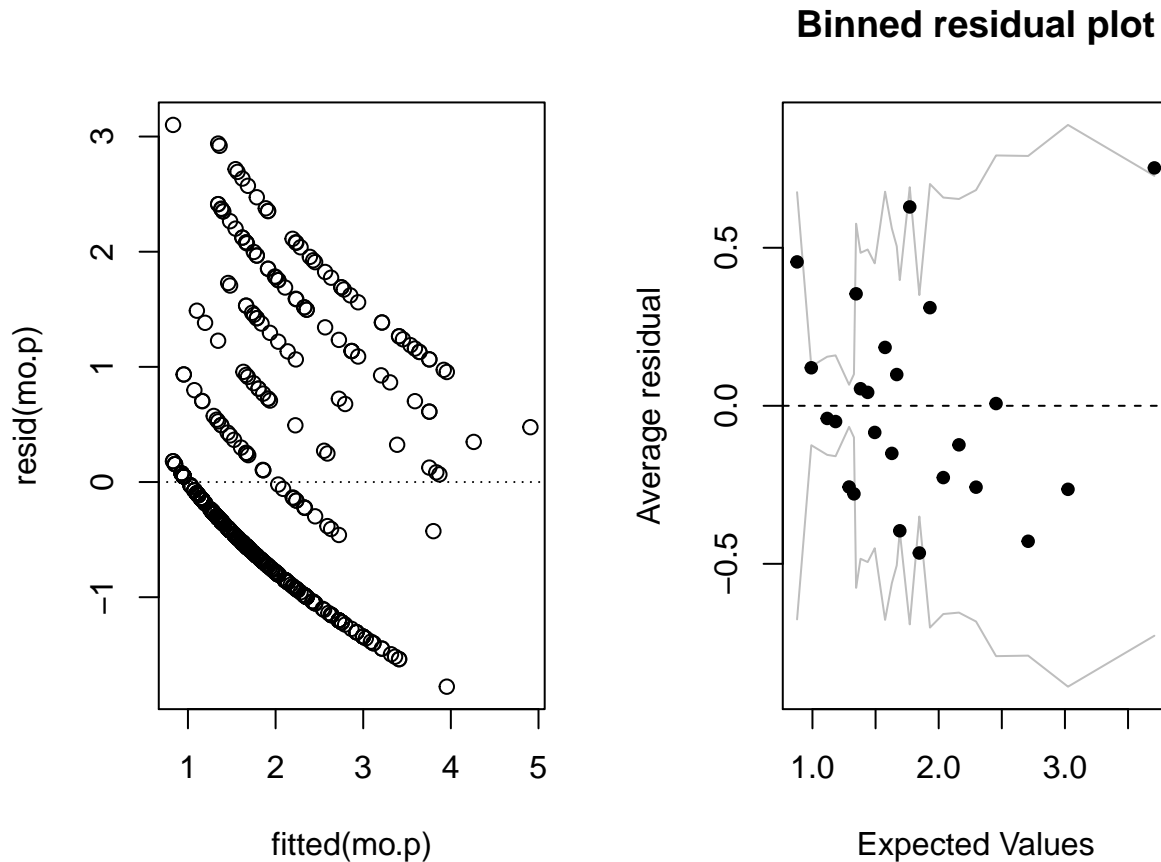 Binned residual plot
resid(mo.p)
3
2
1
0
−1
1 2 3 4 5
fitted(mo.p)
Average residual
0.5
0.0
−0.5
1.0 2.0 3.0
Expected Values